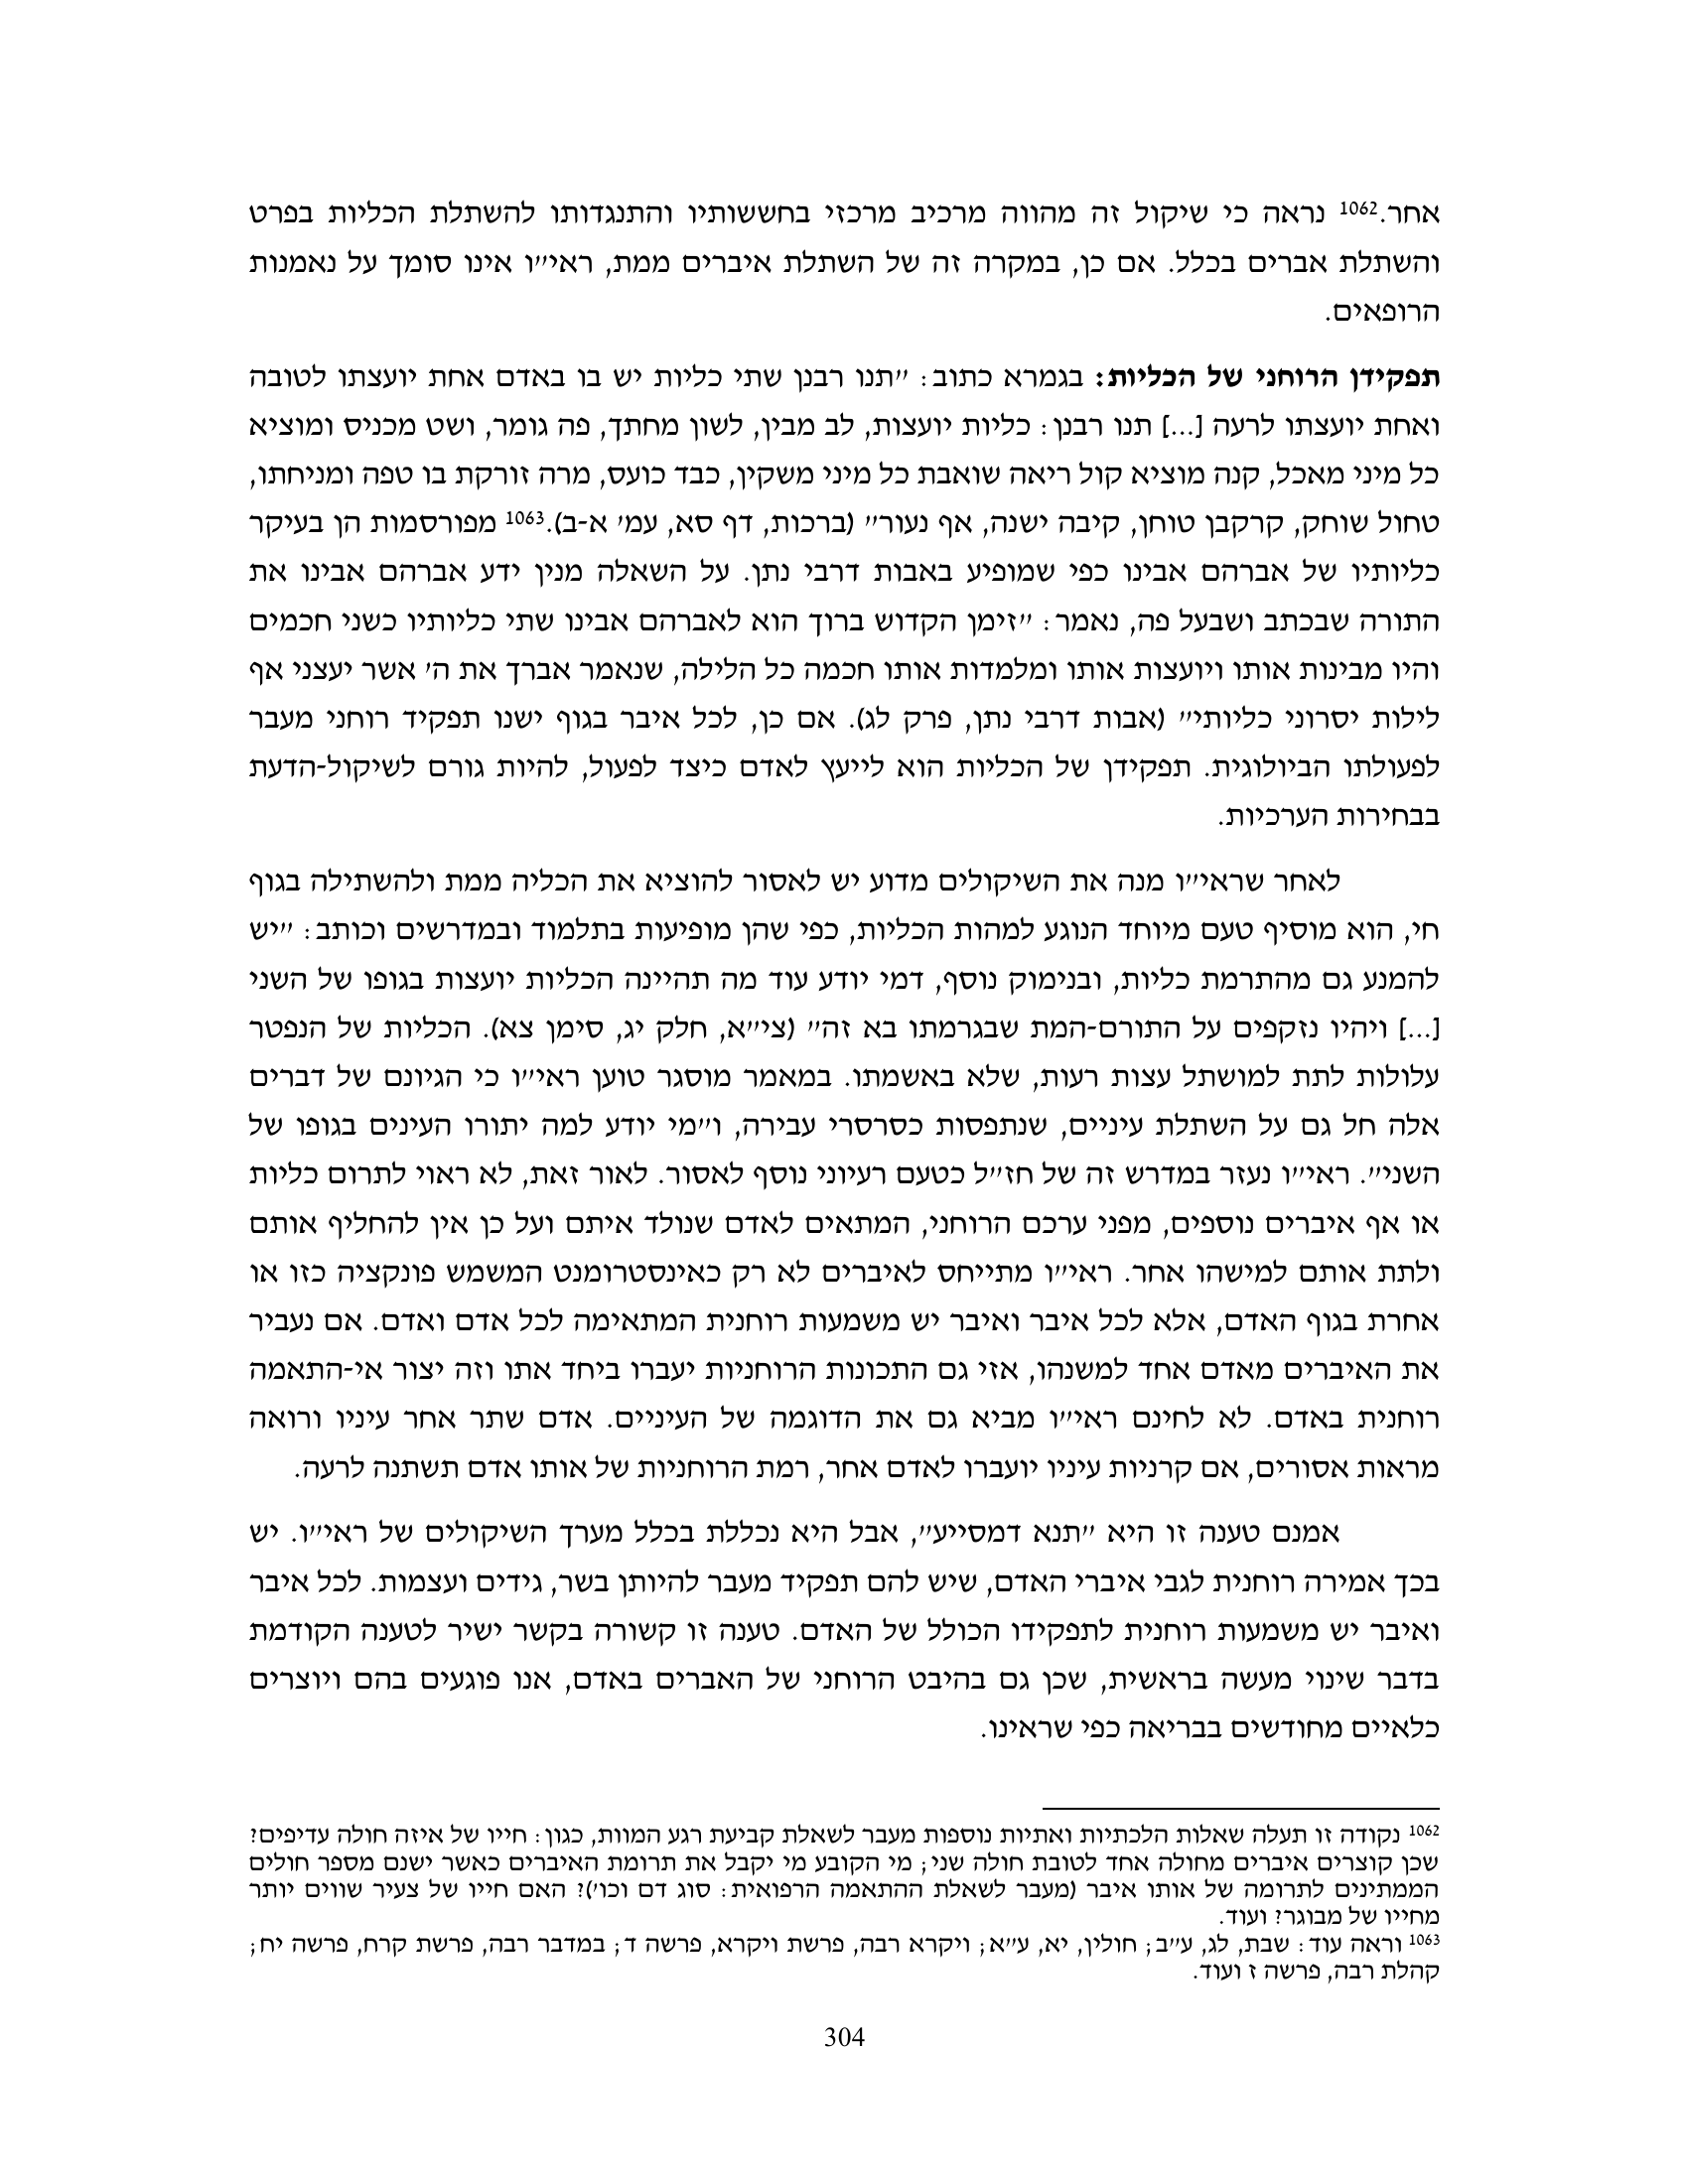 אחר.1062 נראה כי שיקול זה מהווה מרכיב מרכזי בחששותיו והתנגדותו להשתלת הכליות בפרט
והשתלת אברים בכלל. אם כן, במקרה זה של השתלת איברים ממת, ראי״ו אינו סומך על נאמנות
הרופאים.
תפקידן הרוחני של הכליות: בגמרא כתוב: ״תנו רבנן שתי כליות יש בו באדם אחת יועצתו לטובה
ואחת יועצתו לרעה [...] תנו רבנן: כליות יועצות, לב מבין, לשון מחתך, פה גומר, ושט מכניס ומוציא
כל מיני מאכל, קנה מוציא קול ריאה שואבת כל מיני משקין, כבד כועס, מרה זורקת בו טפה ומניחתו,
טחול שוחק, קרקבן טוחן, קיבה ישנה, אף נעור״ (ברכות, דף סא, עמ׳ א-ב).1063 מפורסמות הן בעיקר
כליותיו של אברהם אבינו כפי שמופיע באבות דרבי נתן. על השאלה מנין ידע אברהם אבינו את
התורה שבכתב ושבעל פה, נאמר: ״זימן הקדוש ברוך הוא לאברהם אבינו שתי כליותיו כשני חכמים
והיו מבינות אותו ויועצות אותו ומלמדות אותו חכמה כל הלילה, שנאמר אברך את ה׳ אשר יעצני אף
לילות יסרוני כליותי״ (אבות דרבי נתן, פרק לג). אם כן, לכל איבר בגוף ישנו תפקיד רוחני מעבר
לפעולתו הביולוגית. תפקידן של הכליות הוא לייעץ לאדם כיצד לפעול, להיות גורם לשיקול-הדעת
בבחירות הערכיות.
לאחר שראי״ו מנה את השיקולים מדוע יש לאסור להוציא את הכליה ממת ולהשתילה בגוף
חי, הוא מוסיף טעם מיוחד הנוגע למהות הכליות, כפי שהן מופיעות בתלמוד ובמדרשים וכותב: ״יש
להמנע גם מהתרמת כליות, ובנימוק נוסף, דמי יודע עוד מה תהיינה הכליות יועצות בגופו של השני
[...] ויהיו נזקפים על התורם-המת שבגרמתו בא זה״ (צי״א, חלק יג, סימן צא). הכליות של הנפטר
עלולות לתת למושתל עצות רעות, שלא באשמתו. במאמר מוסגר טוען ראי״ו כי הגיונם של דברים
אלה חל גם על השתלת עיניים, שנתפסות כסרסרי עבירה, ו״מי יודע למה יתורו העינים בגופו של
השני״. ראי״ו נעזר במדרש זה של חז״ל כטעם רעיוני נוסף לאסור. לאור זאת, לא ראוי לתרום כליות
או אף איברים נוספים, מפני ערכם הרוחני, המתאים לאדם שנולד איתם ועל כן אין להחליף אותם
ולתת אותם למישהו אחר. ראי״ו מתייחס לאיברים לא רק כאינסטרומנט המשמש פונקציה כזו או
אחרת בגוף האדם, אלא לכל איבר ואיבר יש משמעות רוחנית המתאימה לכל אדם ואדם. אם נעביר
את האיברים מאדם אחד למשנהו, אזי גם התכונות הרוחניות יעברו ביחד אתו וזה יצור אי-התאמה
רוחנית באדם. לא לחינם ראי״ו מביא גם את הדוגמה של העיניים. אדם שתר אחר עיניו ורואה
מראות אסורים, אם קרניות עיניו יועברו לאדם אחר, רמת הרוחניות של אותו אדם תשתנה לרעה.
אמנם טענה זו היא ״תנא דמסייע״, אבל היא נכללת בכלל מערך השיקולים של ראי״ו. יש
בכך אמירה רוחנית לגבי איברי האדם, שיש להם תפקיד מעבר להיותן בשר, גידים ועצמות. לכל איבר
ואיבר יש משמעות רוחנית לתפקידו הכולל של האדם. טענה זו קשורה בקשר ישיר לטענה הקודמת
בדבר שינוי מעשה בראשית, שכן גם בהיבט הרוחני של האברים באדם, אנו פוגעים בהם ויוצרים
כלאיים מחודשים בבריאה כפי שראינו.
1062 נקודה זו תעלה שאלות הלכתיות ואתיות נוספות מעבר לשאלת קביעת רגע המוות, כגון: חייו של איזה חולה עדיפים?
שכן קוצרים איברים מחולה אחד לטובת חולה שני; מי הקובע מי יקבל את תרומת האיברים כאשר ישנם מספר חולים
הממתינים לתרומה של אותו איבר (מעבר לשאלת ההתאמה הרפואית: סוג דם וכו׳)? האם חייו של צעיר שווים יותר
מחייו של מבוגר? ועוד.
1063 וראה עוד: שבת, לג, ע״ב; חולין, יא, ע״א; ויקרא רבה, פרשת ויקרא, פרשה ד; במדבר רבה, פרשת קרח, פרשה יח;
קהלת רבה, פרשה ז ועוד.
304